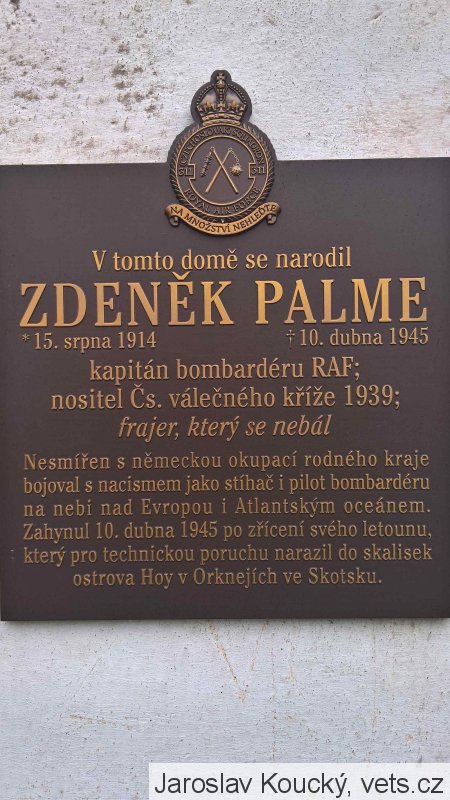 CZECHOSLOVAK SQUADRON
311 311
ROYAL AIR FORCE
NA MNOŽSTVÍ NEHLEĎTE
V tomto domě se narodil
ZDENĚK PALME
* 15. srpna 1914 † 10. dubna 1945
kapitán bombardéru RAF;
nositel Čs. válečného kříže 1939;
frajer, který se nebál
Nesmířen s německou okupací rodného kraje
bojoval s nacismem jako stíhač i pilot bombardéru
na nebi nad Evropou i Atlantským oceánem.
Zahynul 10. dubna 1945 po zřícení svého letounu,
který pro technickou poruchu narazil do skalisek
ostrova Hoy v Orknejích ve Skotsku.
Jaroslav Koucký, vets.cz